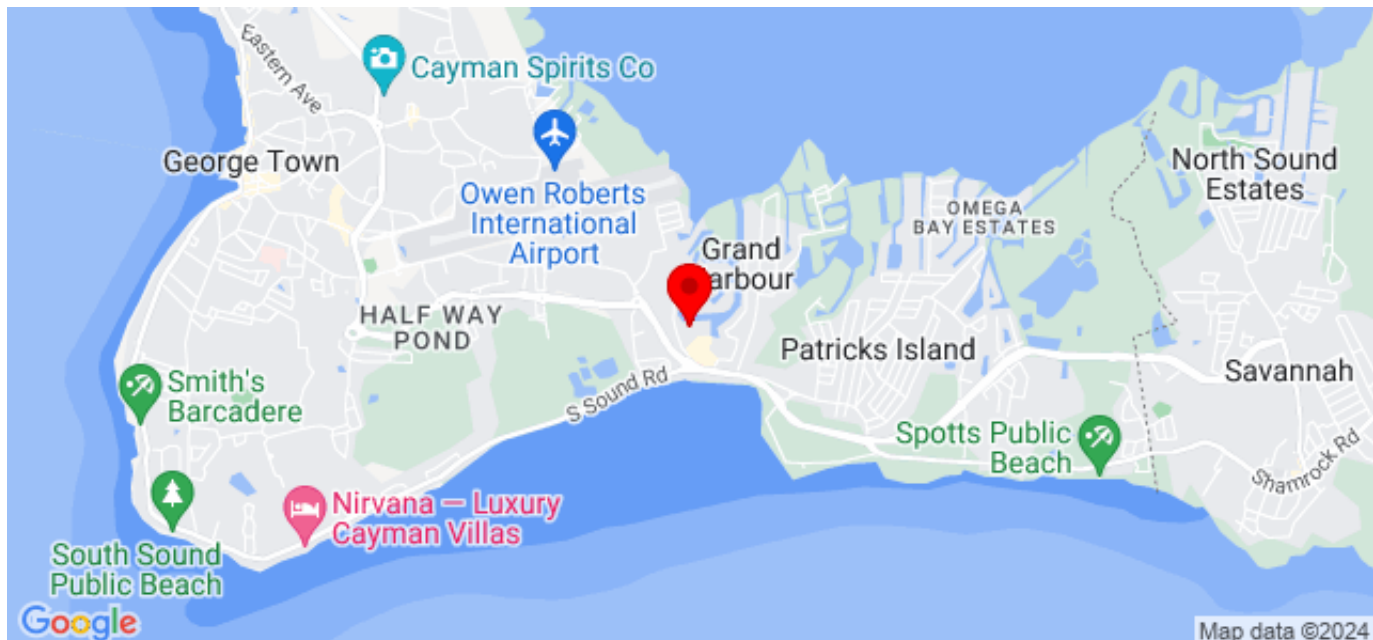 Eastern Ave
Cayman Spirits Co
George Town
Owen Roberts
International
Airport
North Sound
Estates
OMEGA
BAY ESTATES
Grand
arbour
HALF WAY
POND
Patricks Island
Savannah
Smith's
Barcadere
S Sound Rd
Spotts Public
Beach
Shamrock Rd
Nirvana — Luxury
Cayman Villas
South Sound
Public Beach
Google
Map data ©2024